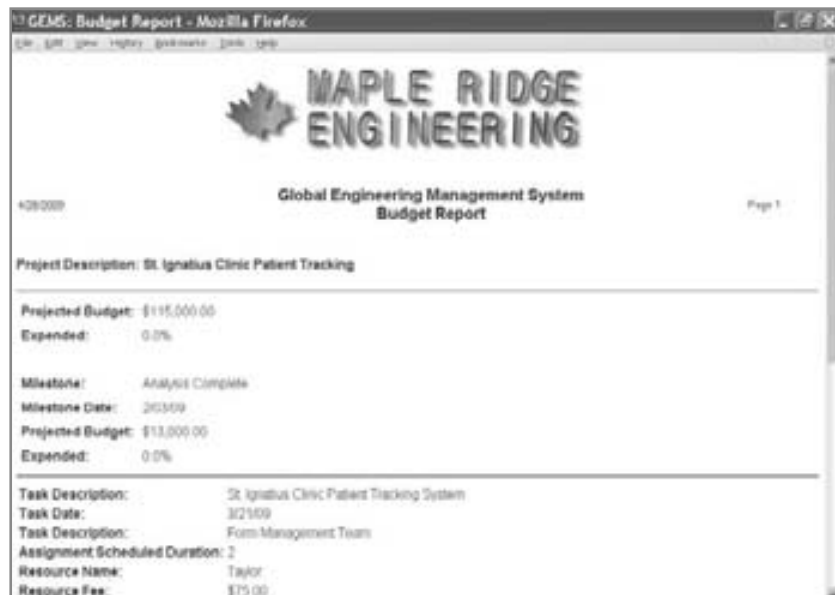 GEMS: Budget Report - Mozilla Firefox
File Edit View History Bookmarks Tools Help
MAPLE RIDGE
ENGINEERING
Global Engineering Management System
4/28/2009 Budget Report Page 1
Project Description: St. Ignatius Clinic Patient Tracking
Projected Budget: $115,000.00
Expended: 0.0%
Milestone: Analysis Complete
Milestone Date: 2/03/09
Projected Budget: $13,000.00
Expended: 0.0%
Task Description: St. Ignatius Clinic Patient Tracking System
Task Date: 3/21/09
Task Description: Form Management Team
Assignment Scheduled Duration: 2
Resource Name: Taylor
Resource Fee: $75.00